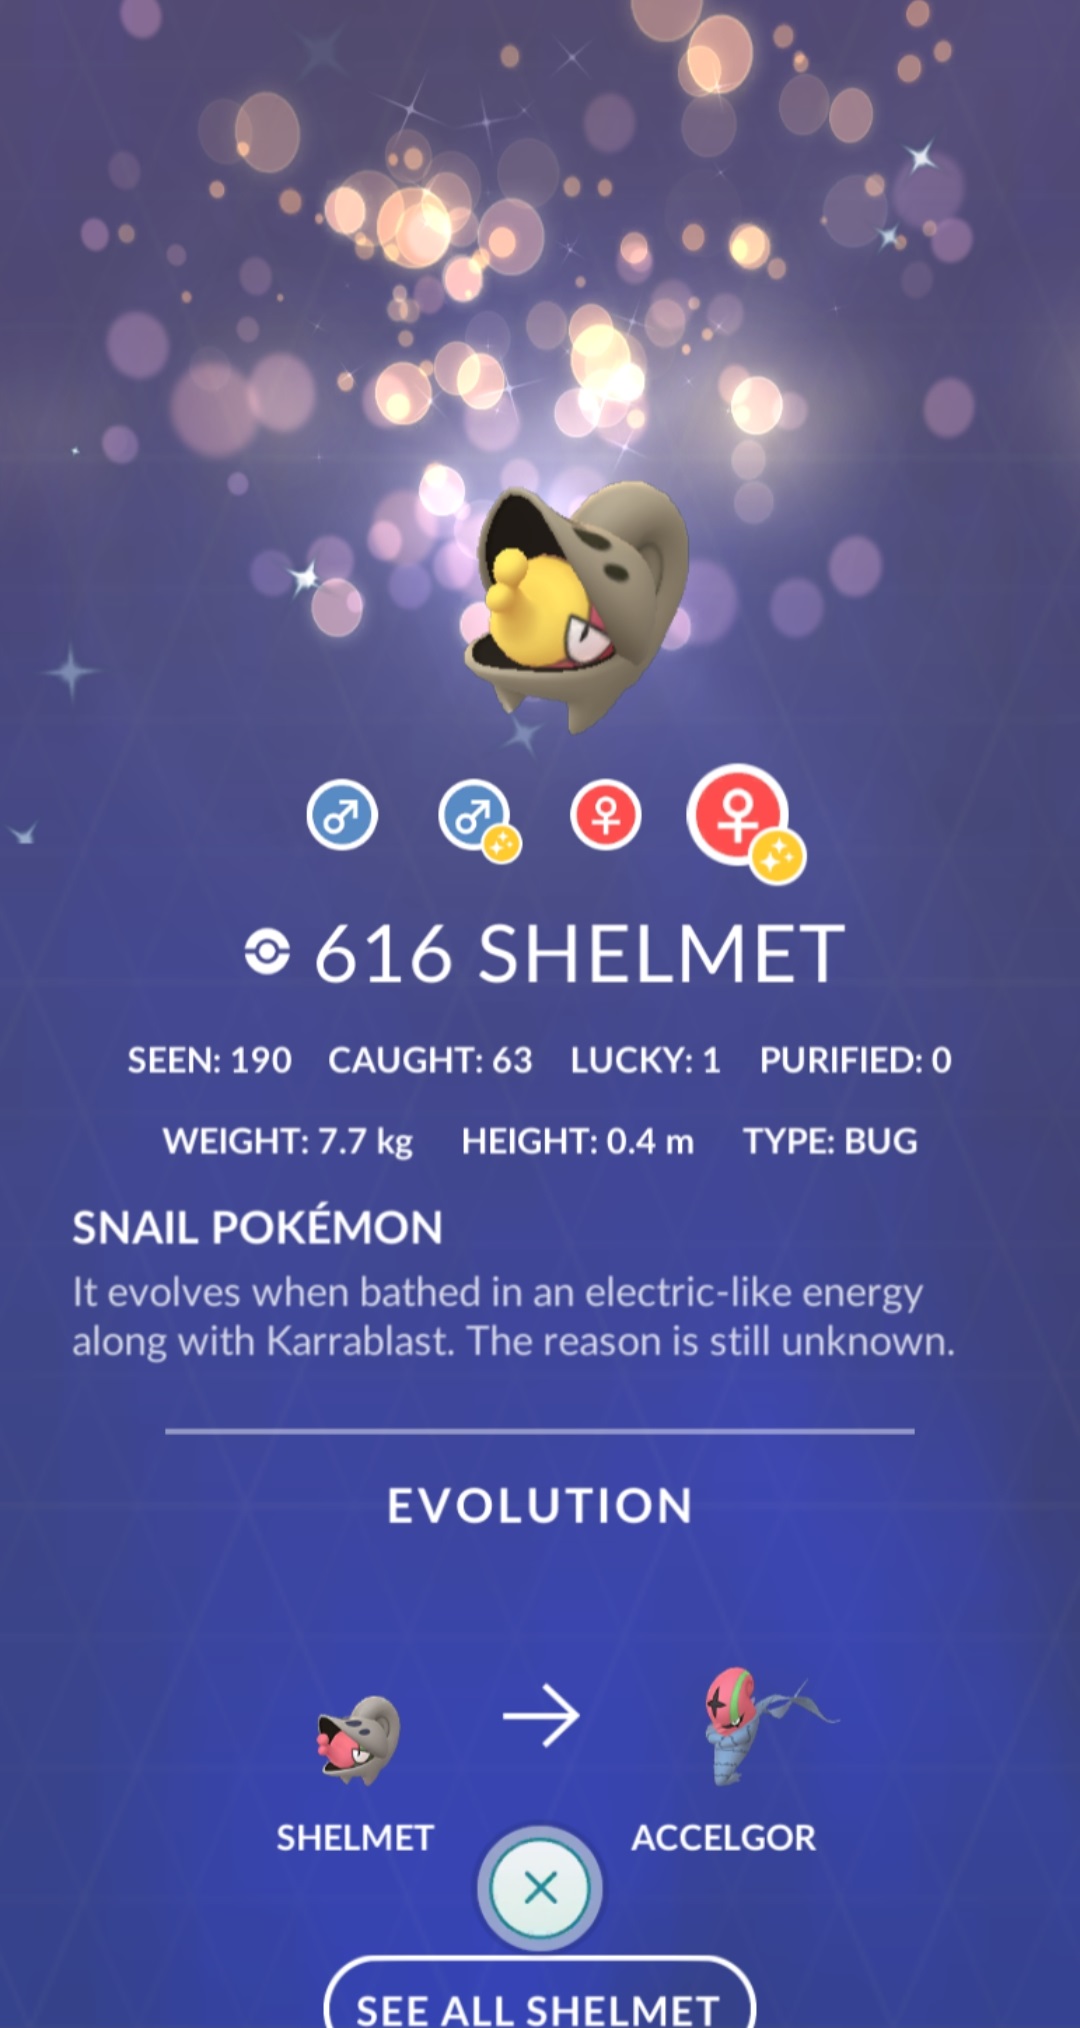 616 SHELMET
SEEN: 190 CAUGHT: 63 LUCKY: 1 PURIFIED: 0
WEIGHT: 7.7 kg HEIGHT: 0.4 m TYPE: BUG
SNAIL POKÉMON
It evolves when bathed in an electric-like energy
along with Karrablast. The reason is still unknown.
EVOLUTION
SHELMET ACCELGOR
SEE ALL SHELMET